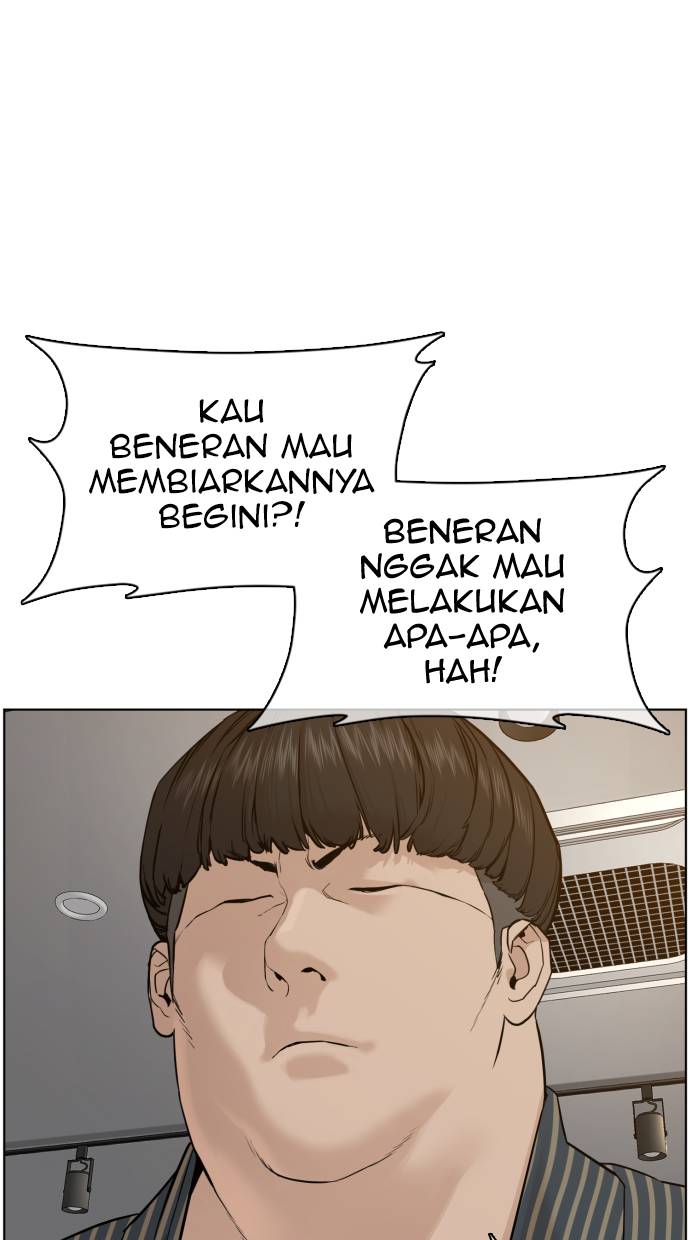 KAU
BENERAN MAU
MEMBIARKANNYA
BEGINI?!
BENERAN
NGGAK MAU
MELAKUKAN
APA-APA,
HAH!